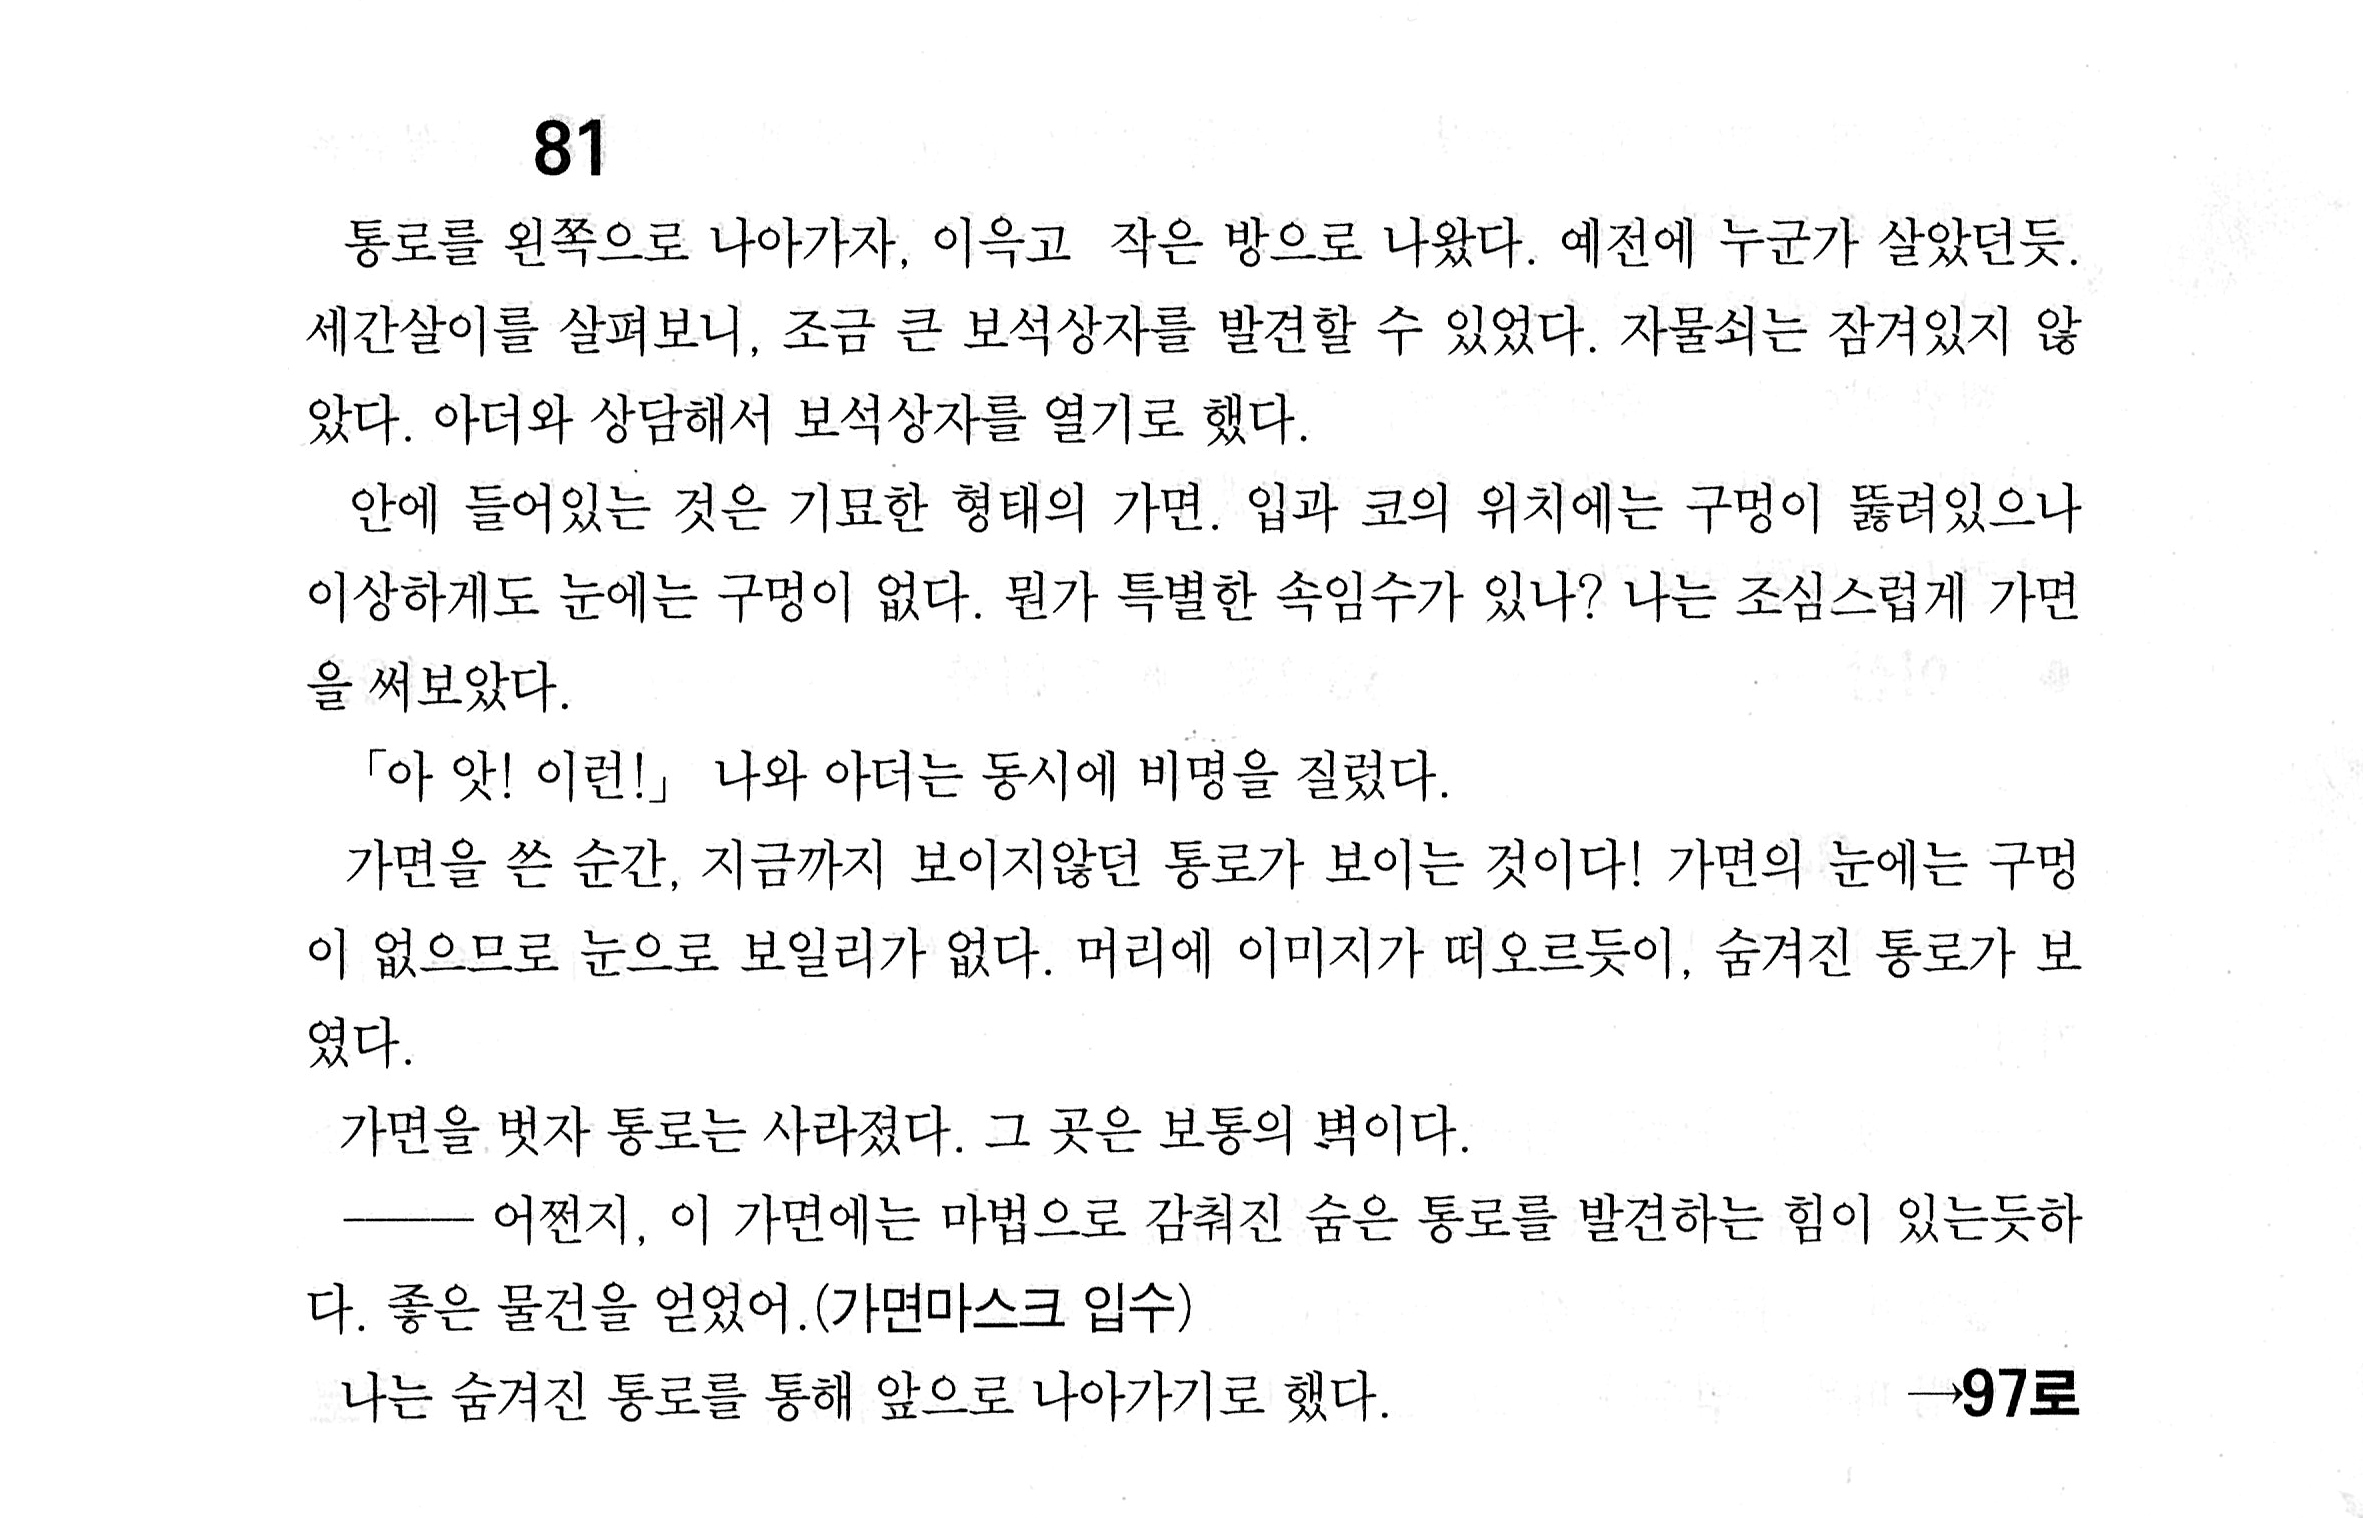 81
통로를 왼쪽으로 나아가자, 이윽고 작은 방으로 나왔다. 예전에 누군가 살았던듯.
세간살이를 살펴보니, 조금 큰 보석상자를 발견할 수 있었다. 자물쇠는 잠겨있지 않
았다. 아더와 상담해서 보석상자를 열기로 했다.
안에 들어있는 것은 기묘한 형태의 가면. 입과 코의 위치에는 구멍이 뚫려있으나
이상하게도 눈에는 구멍이 없다. 뭔가 특별한 속임수가 있나? 나는 조심스럽게 가면
을 써보았다.
「아 앗! 이런!」 나와 아더는 동시에 비명을 질렀다.
가면을 쓴 순간, 지금까지 보이지않던 통로가 보이는 것이다! 가면의 눈에는 구멍
이 없으므로 눈으로 보일리가 없다. 머리에 이미지가 떠오르듯이, 숨겨진 통로가 보
였다.
가면을 벗자 통로는 사라졌다. 그 곳은 보통의 벽이다.
―― 어쩐지, 이 가면에는 마법으로 감춰진 숨은 통로를 발견하는 힘이 있는듯하
다. 좋은 물건을 얻었어.(가면마스크 입수)
나는 숨겨진 통로를 통해 앞으로 나아가기로 했다. →97로